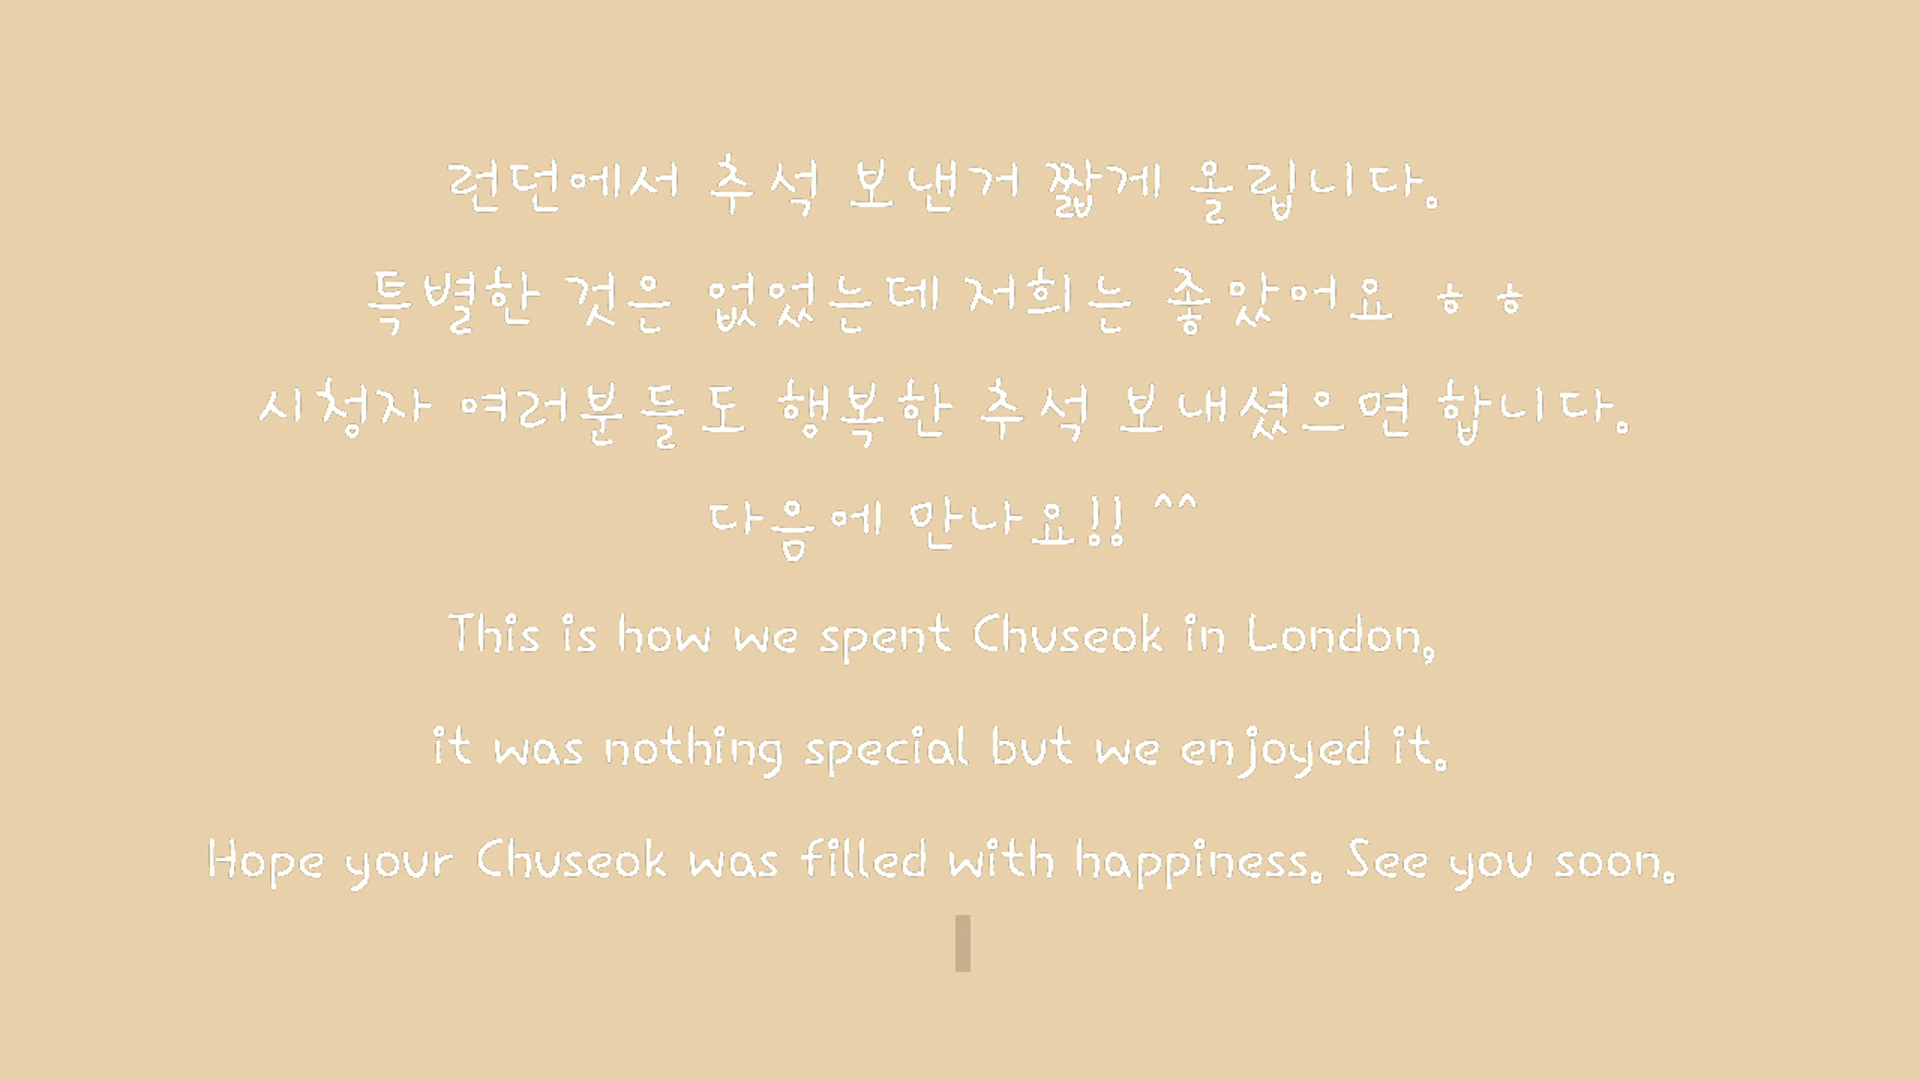 런던에서 추석 보낸거 짧게 올립니다.
특별한 것은 없었는데 저희는 좋았어요 ㅎㅎ
시청자 여러분들도 행복한 추석 보내셨으면 합니다.
다음에 만나요!! ^^
This is how we spent Chuseok in London,
it was nothing special but we enjoyed it.
Hope your Chuseok was filled with happiness. See you soon.